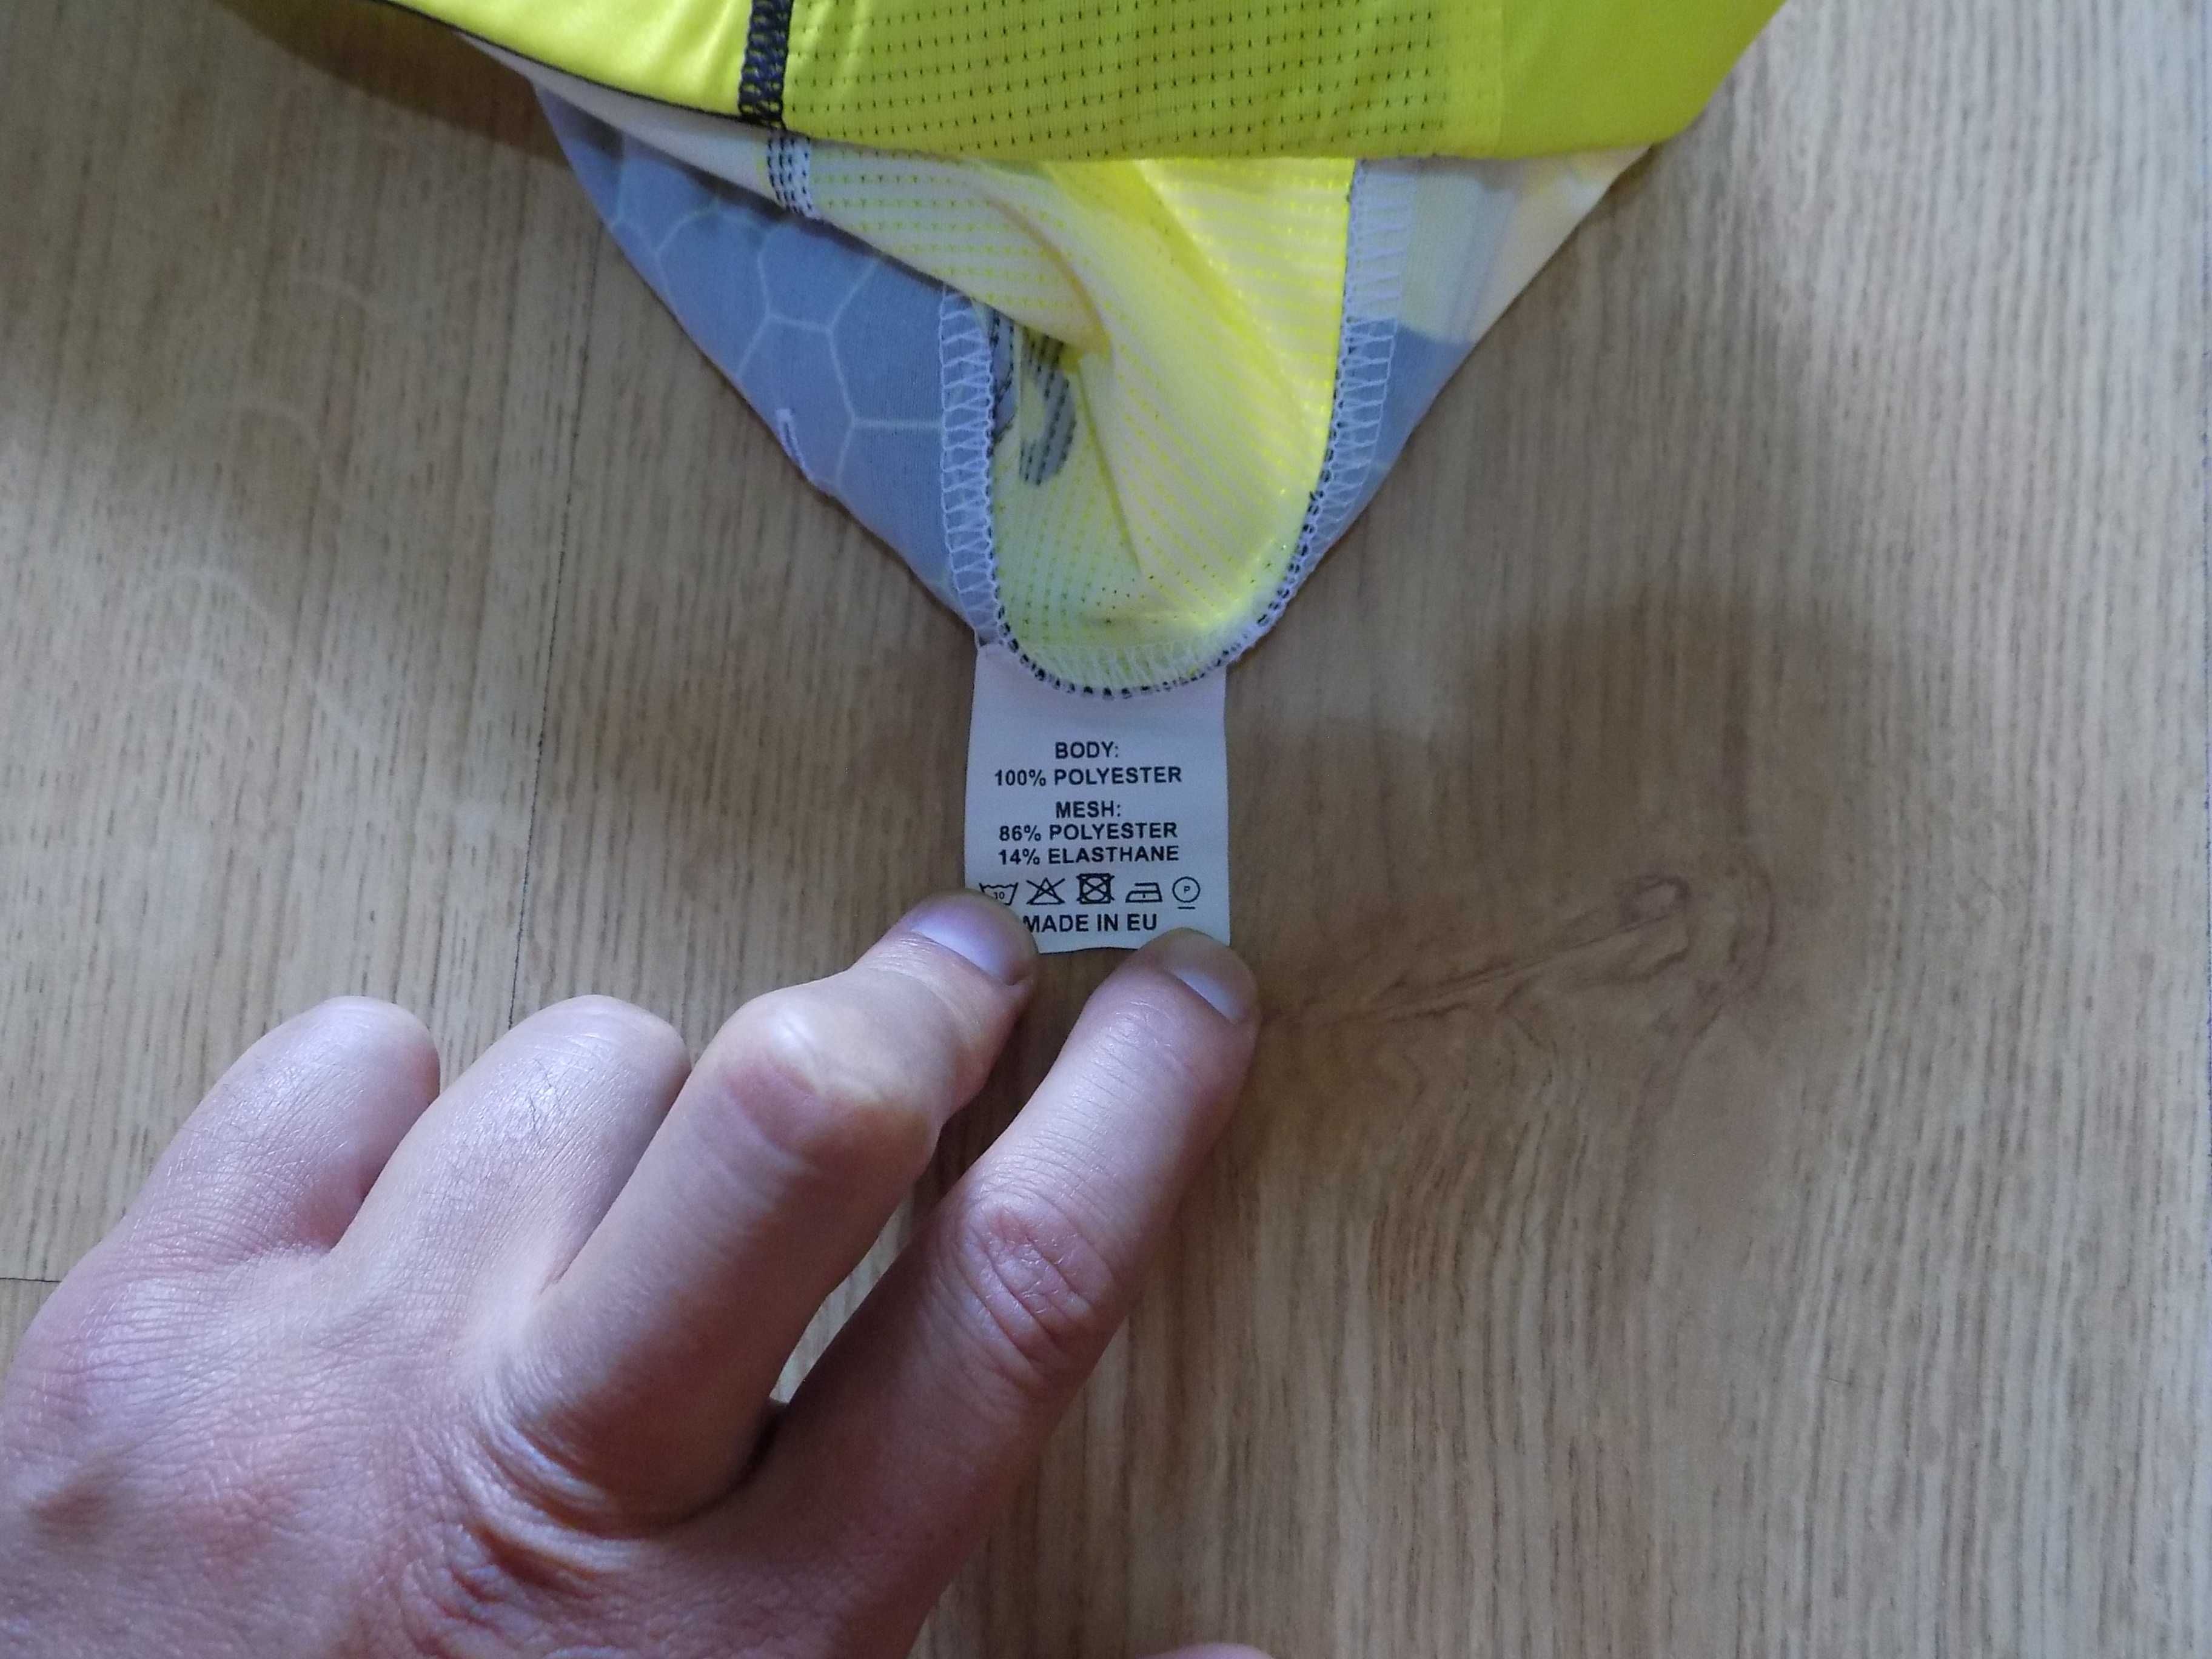 BODY:
100% POLYESTER
MESH:
86% POLYESTER
14% ELASTHANE
P
MADE IN EU